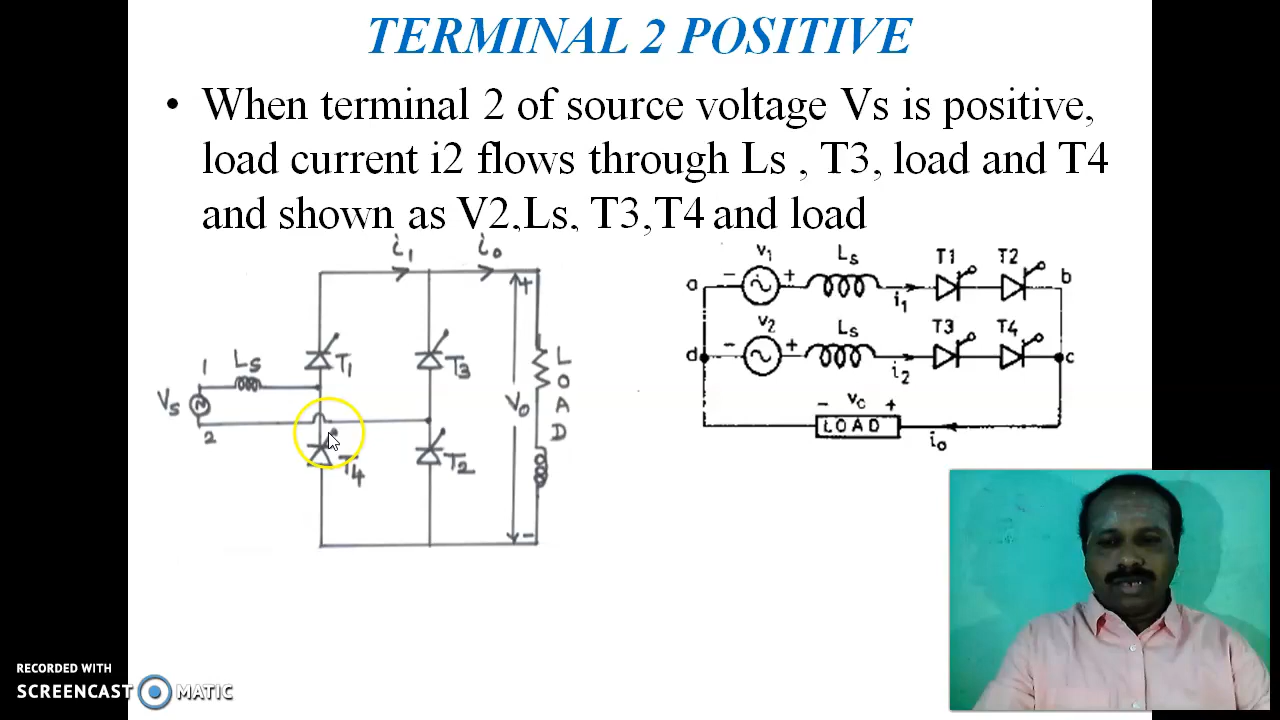 TERMINAL 2 POSITIVE
• When terminal 2 of source voltage Vs is positive,
load current i2 flows through Ls , T3, load and T4
and shown as V2,Ls, T3,T4 and load
i1 i0
+
T1 T3
1 Ls
Vs
2
V0
LOAD
T4 T2
-
V1 Ls T1 T2
a - + i1 b
V2 Ls T3 T4
d - + i2 c
- Vc +
LOAD
i0
RECORDED WITH
SCREENCAST MATIC